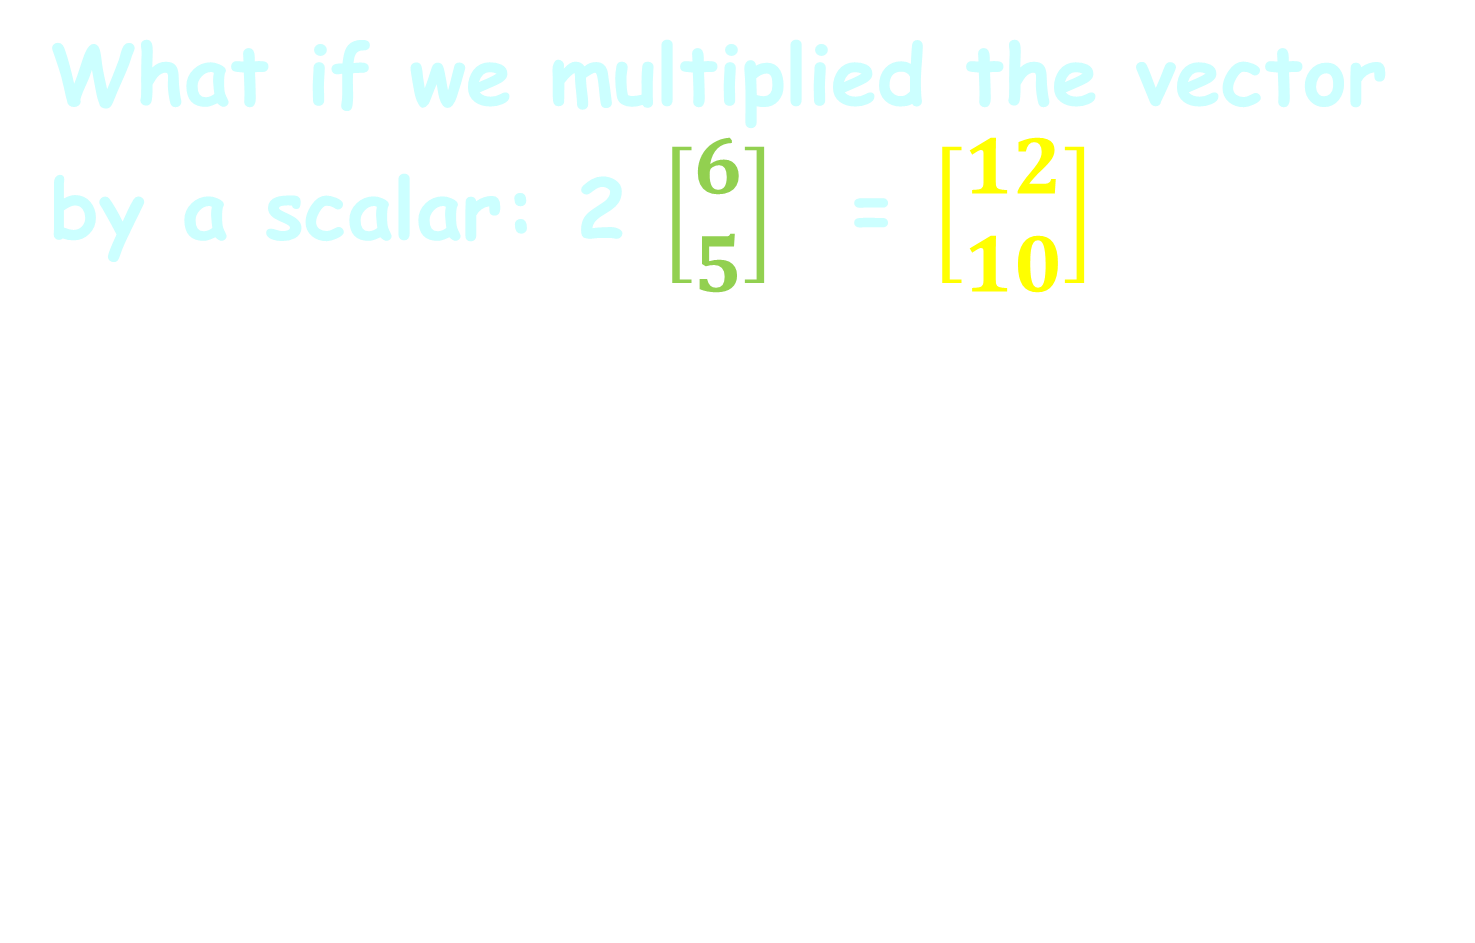 What if we multiplied the vector
by a scalar: 2 [6 5] = [12 10]